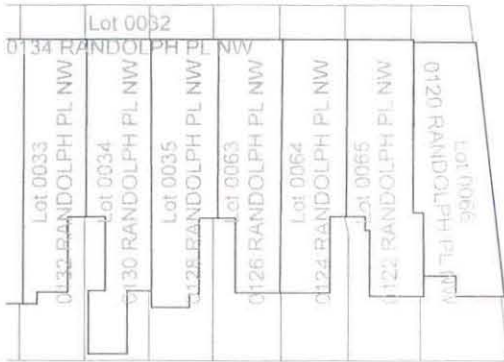 Lot 0032
0134 RANDOLPH PL NW
Lot 0033
0132 RANDOLPH PL NW
Lot 0034
0130 RANDOLPH PL NW
Lot 0035
0128 RANDOLPH PL NW
Lot 0063
0126 RANDOLPH PL NW
Lot 0064
0124 RANDOLPH PL NW
Lot 0065
0122 RANDOLPH PL NW
Lot 0066
0120 RANDOLPH PL NW